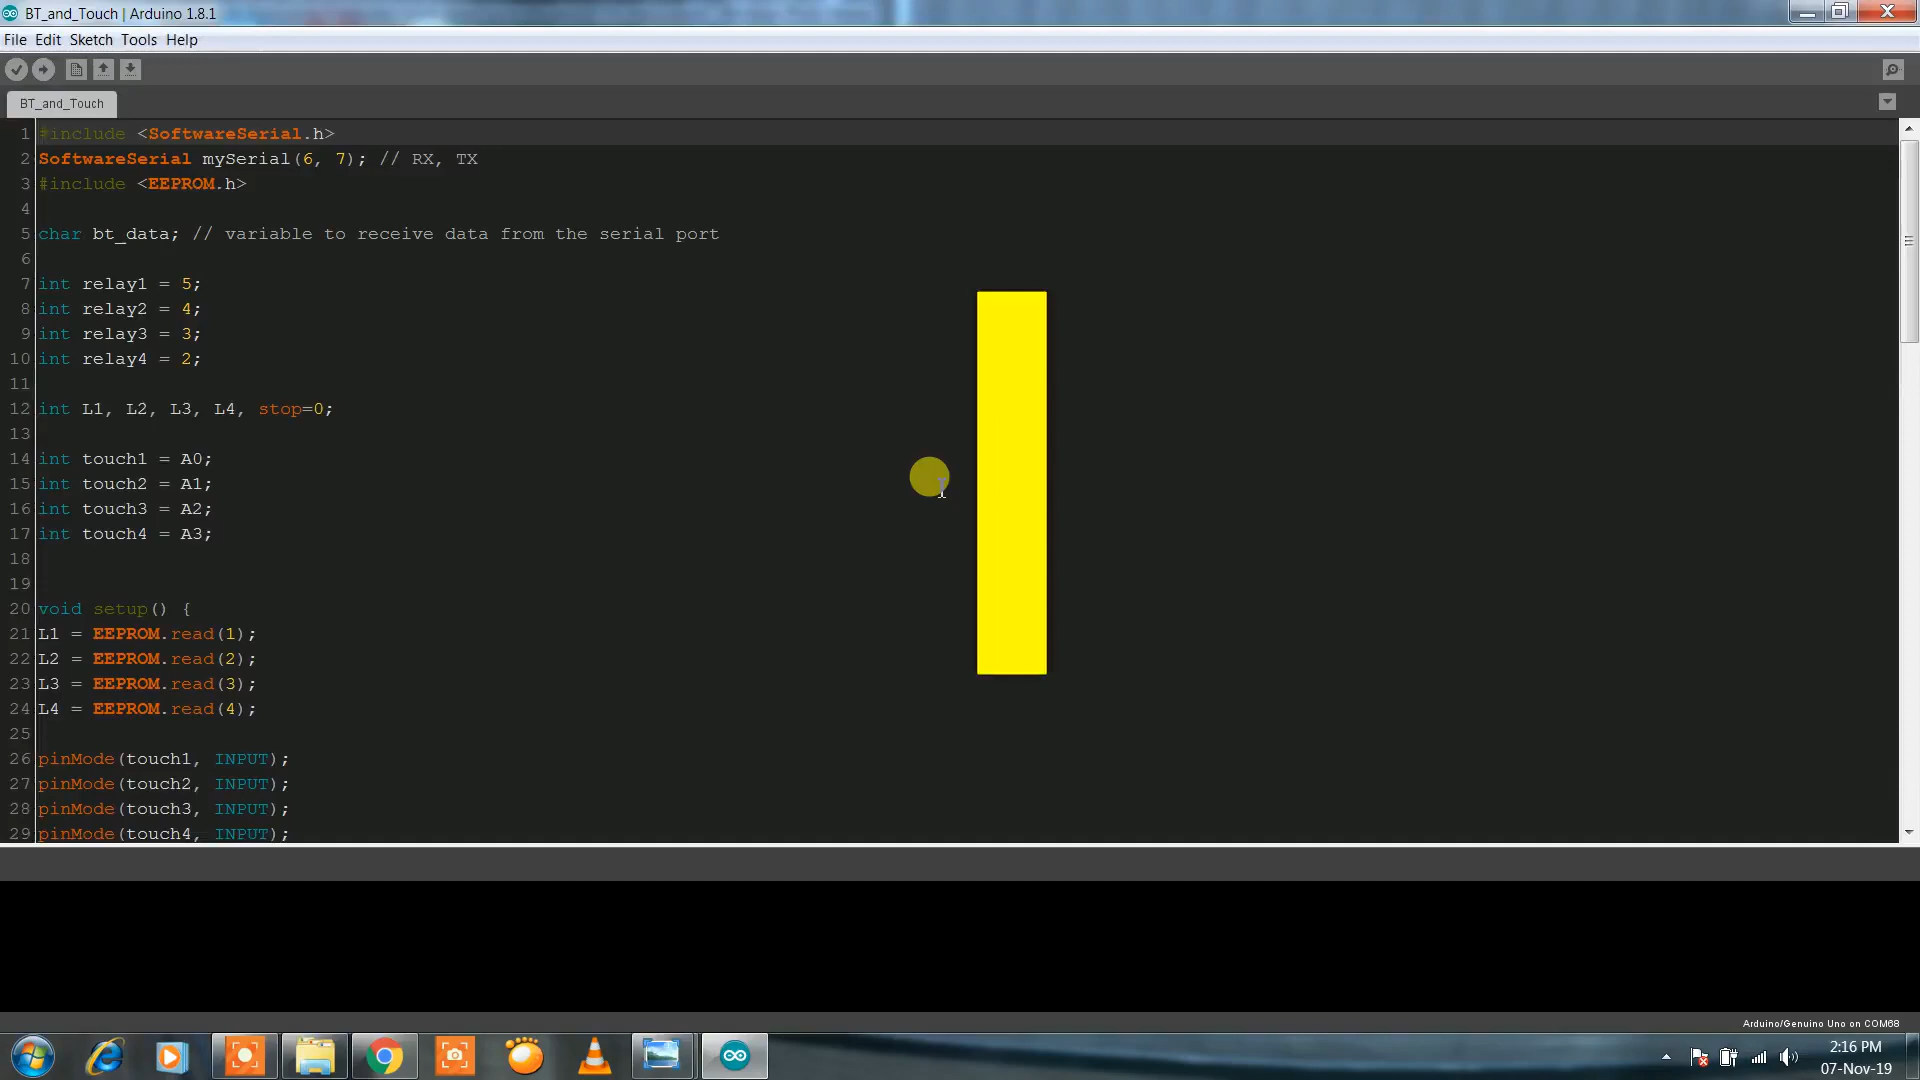 BT_and_Touch | Arduino 1.8.1
File Edit Sketch Tools Help
BT_and_Touch
1 #include <SoftwareSerial.h>
2 SoftwareSerial mySerial(6, 7); // RX, TX
3 #include <EEPROM.h>
4
5 char bt_data; // variable to receive data from the serial port
6
7 int relay1 = 5;
8 int relay2 = 4;
9 int relay3 = 3;
10 int relay4 = 2;
11
12 int L1, L2, L3, L4, stop=0;
13
14 int touch1 = A0;
15 int touch2 = A1;
16 int touch3 = A2;
17 int touch4 = A3;
18
19
20 void setup() {
21 L1 = EEPROM.read(1);
22 L2 = EEPROM.read(2);
23 L3 = EEPROM.read(3);
24 L4 = EEPROM.read(4);
25
26 pinMode(touch1, INPUT);
27 pinMode(touch2, INPUT);
28 pinMode(touch3, INPUT);
29 pinMode(touch4, INPUT);
Arduino/Genuino Uno on COM68
2:16 PM
07-Nov-19